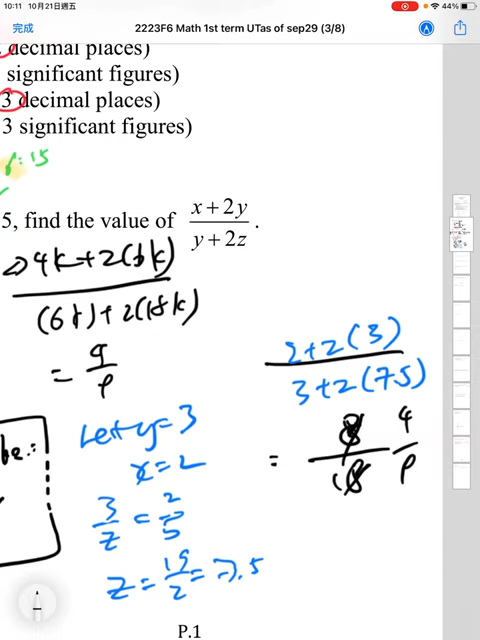 10:11 10月21日週五 44%
完成 2223F6 Math 1st term UTas of sep29 (3/8)
decimal places)
significant figures)
3 decimal places)
3 significant figures)
: 15
5, find the value of x+2y / y+2z .
4k+2(6k)
(6k)+2(18k)
2+2(3)
3+2(7.5)
=
Let y=3
x=2
= 8/18 4/9
3/z = 2/5
z = 15/2 = 7.5
P.1